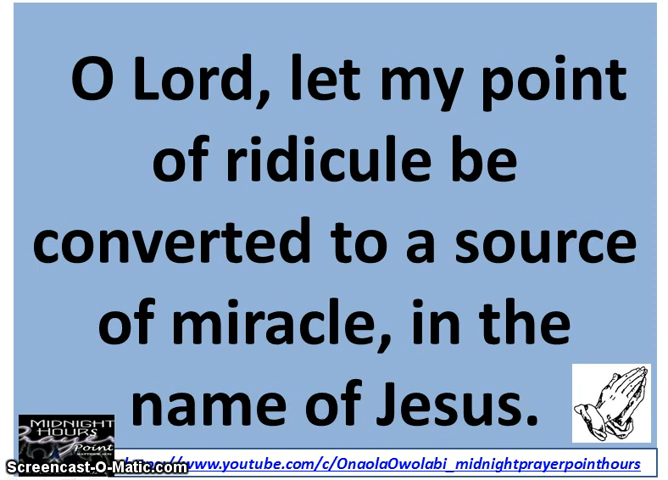 O Lord, let my point
of ridicule be
converted to a source
of miracle, in the
name of Jesus.
MIDNIGHT
HOURS
Point
Screencast-O-Matic.com
www.youtube.com/c/OnaolaOwolabi_midnightprayerpointhours